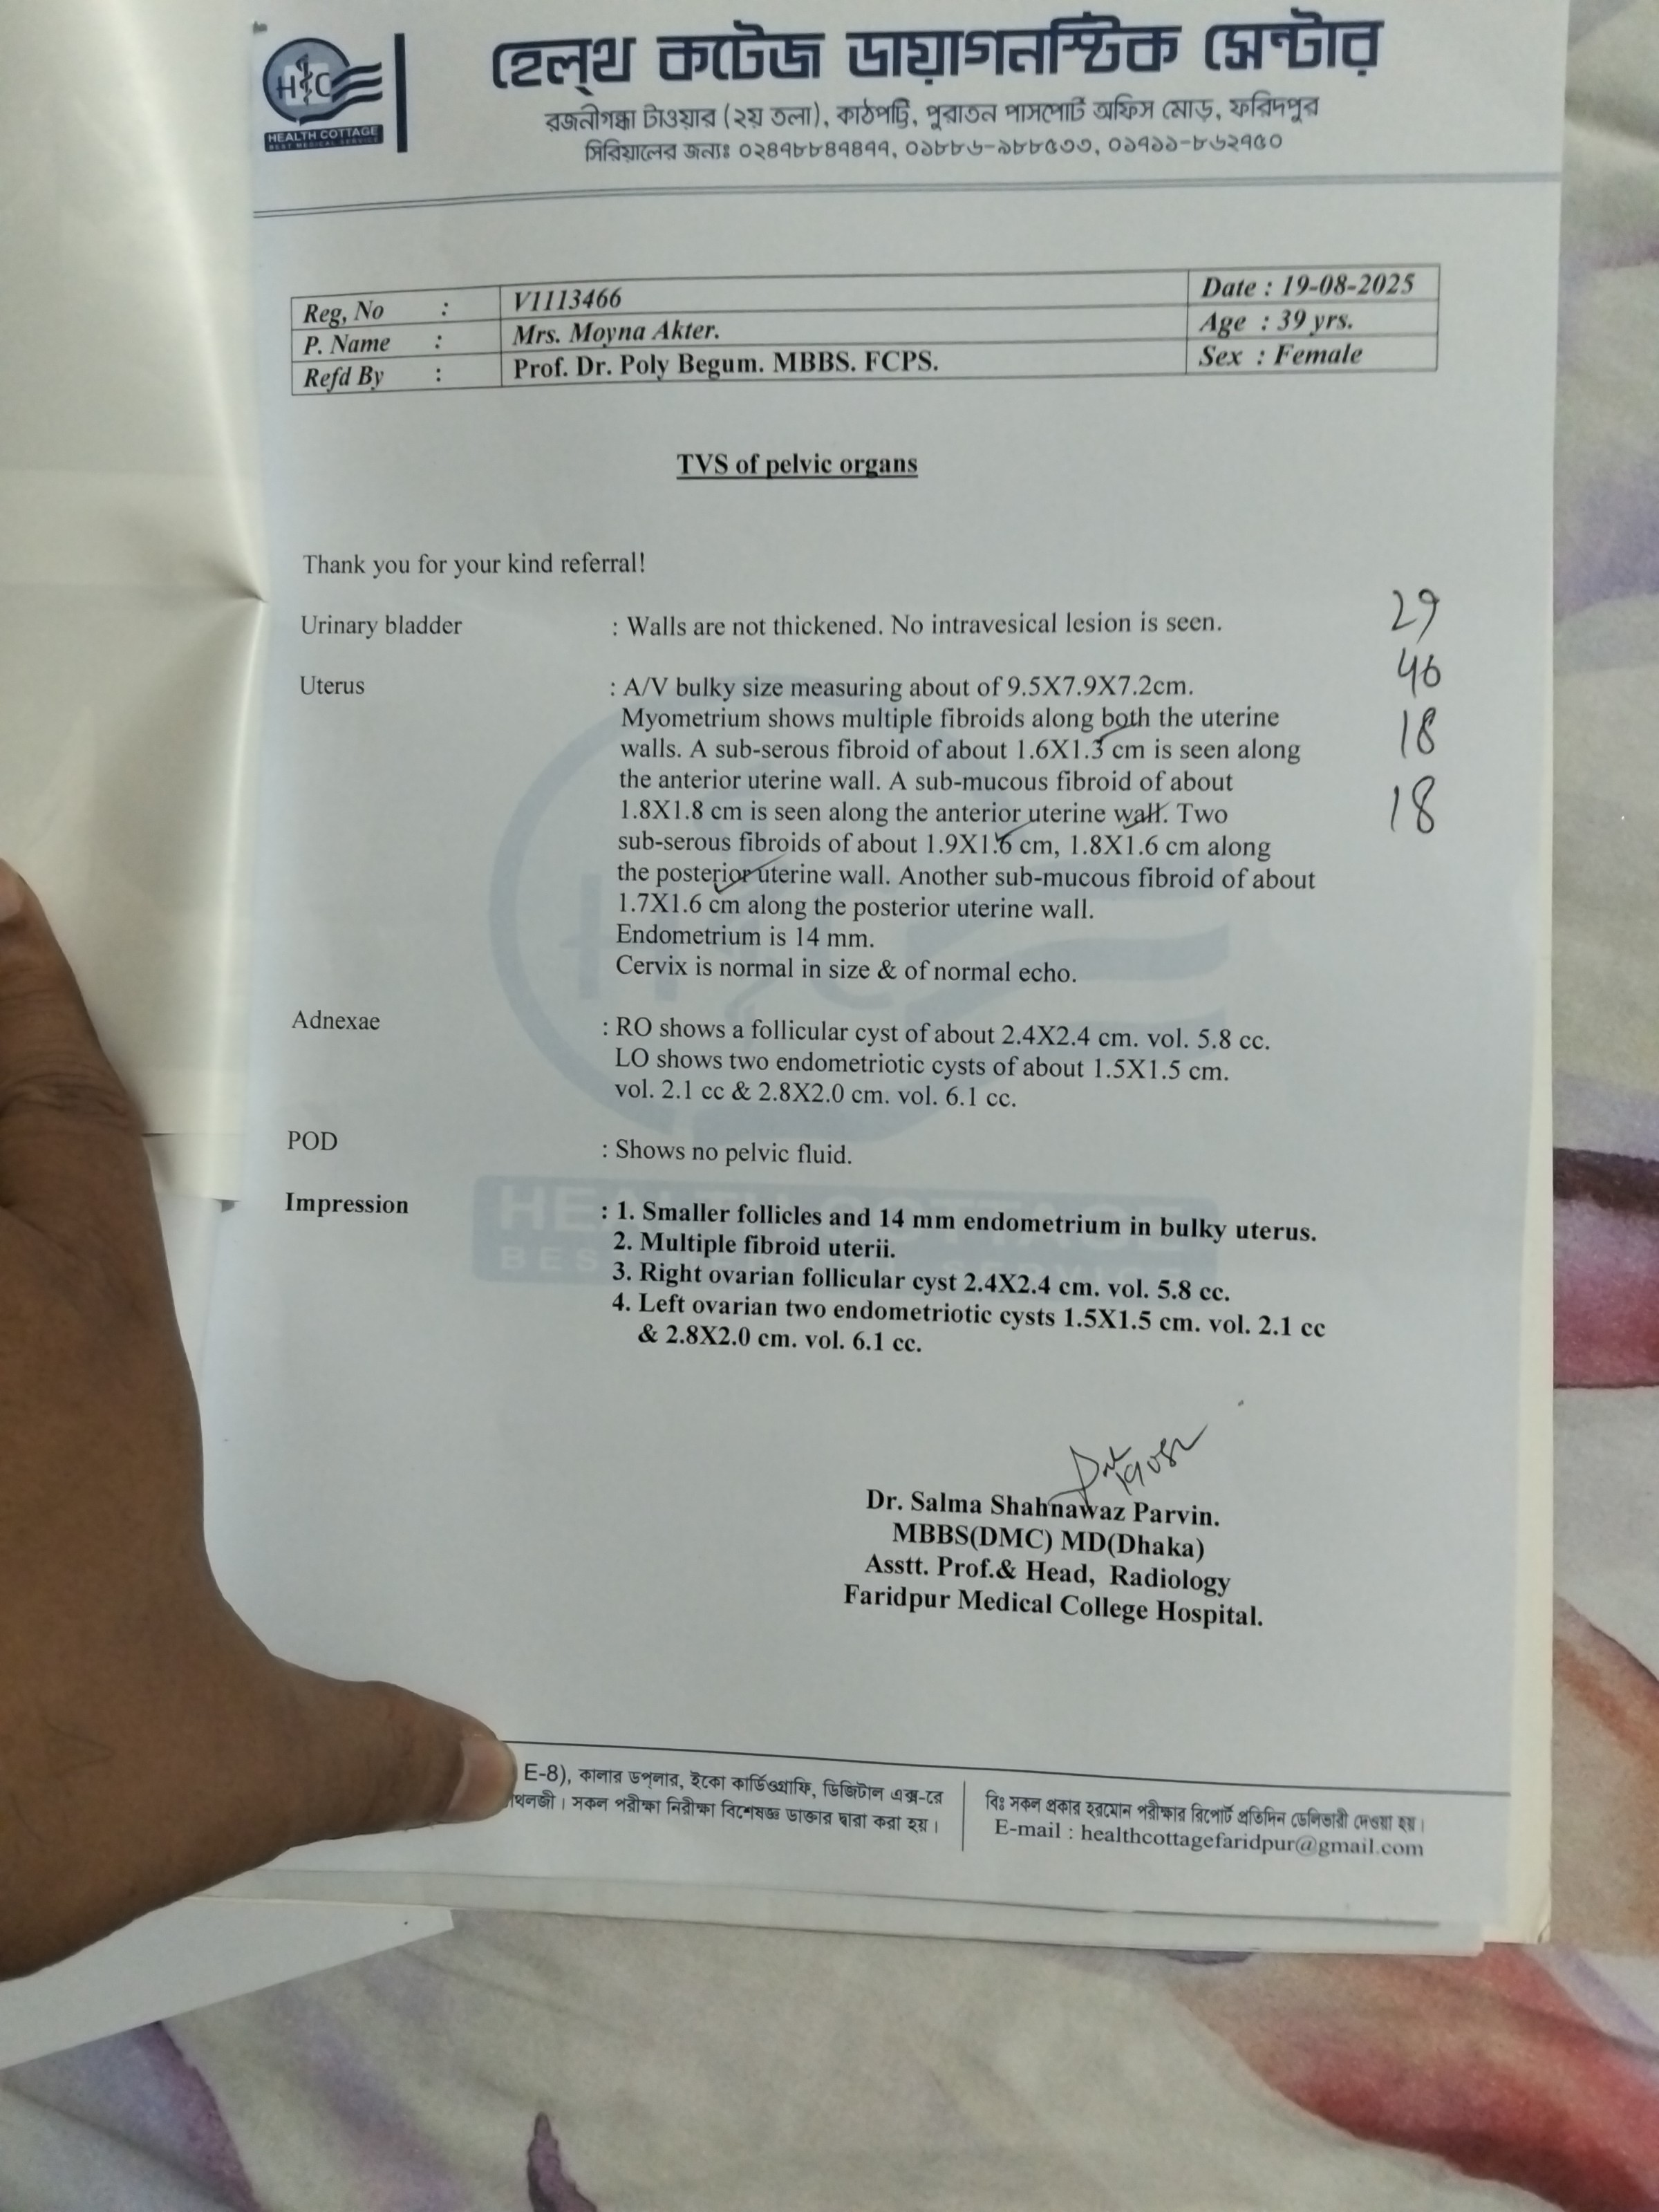 হেল্থ কটেজ ডায়াগনস্টিক সেন্টার
রজনীগন্ধা টাওয়ার (২য় তলা), কাঠপট্টি, পুরাতন পাসপোর্ট অফিস মোড়, ফরিদপুর
সিরিয়ালের জন্যঃ ০২৪৭৮৮৪৭৪৭৭, ০১৮৮৬-৯৮৮৫৩৩, ০১৭১১-৮৬২৭৫০
H C
HEALTH COTTAGE
BEST MEDICAL SERVICE
Reg, No : V1113466 Date : 19-08-2025
P. Name : Mrs. Moyna Akter. Age : 39 yrs.
Refd By : Prof. Dr. Poly Begum. MBBS. FCPS. Sex : Female
TVS of pelvic organs
Thank you for your kind referral!
Urinary bladder : Walls are not thickened. No intravesical lesion is seen.
Uterus : A/V bulky size measuring about of 9.5X7.9X7.2cm.
Myometrium shows multiple fibroids along both the uterine
walls. A sub-serous fibroid of about 1.6X1.3 cm is seen along
the anterior uterine wall. A sub-mucous fibroid of about
1.8X1.8 cm is seen along the anterior uterine wall. Two
sub-serous fibroids of about 1.9X1.6 cm, 1.8X1.6 cm along
the posterior uterine wall. Another sub-mucous fibroid of about
1.7X1.6 cm along the posterior uterine wall.
Endometrium is 14 mm.
Cervix is normal in size & of normal echo.
29
46
18
18
Adnexae : RO shows a follicular cyst of about 2.4X2.4 cm. vol. 5.8 cc.
LO shows two endometriotic cysts of about 1.5X1.5 cm.
vol. 2.1 cc & 2.8X2.0 cm. vol. 6.1 cc.
POD : Shows no pelvic fluid.
Impression : 1. Smaller follicles and 14 mm endometrium in bulky uterus.
2. Multiple fibroid uterii.
3. Right ovarian follicular cyst 2.4X2.4 cm. vol. 5.8 cc.
4. Left ovarian two endometriotic cysts 1.5X1.5 cm. vol. 2.1 cc
& 2.8X2.0 cm. vol. 6.1 cc.
Dr. Salma Shahnawaz Parvin.
MBBS(DMC) MD(Dhaka)
Asstt. Prof.& Head, Radiology
Faridpur Medical College Hospital.
E-8), কালার ডপ্লার, ইকো কার্ডিওগ্রাফি, ডিজিটাল এক্স-রে
সকল পরীক্ষা নিরীক্ষা বিশেষজ্ঞ ডাক্তার দ্বারা করা হয়।
বিঃ সকল প্রকার হরমোন পরীক্ষার রিপোর্ট প্রতিদিন ডেলিভারী দেওয়া হয়।
E-mail : healthcottagefaridpur@gmail.com